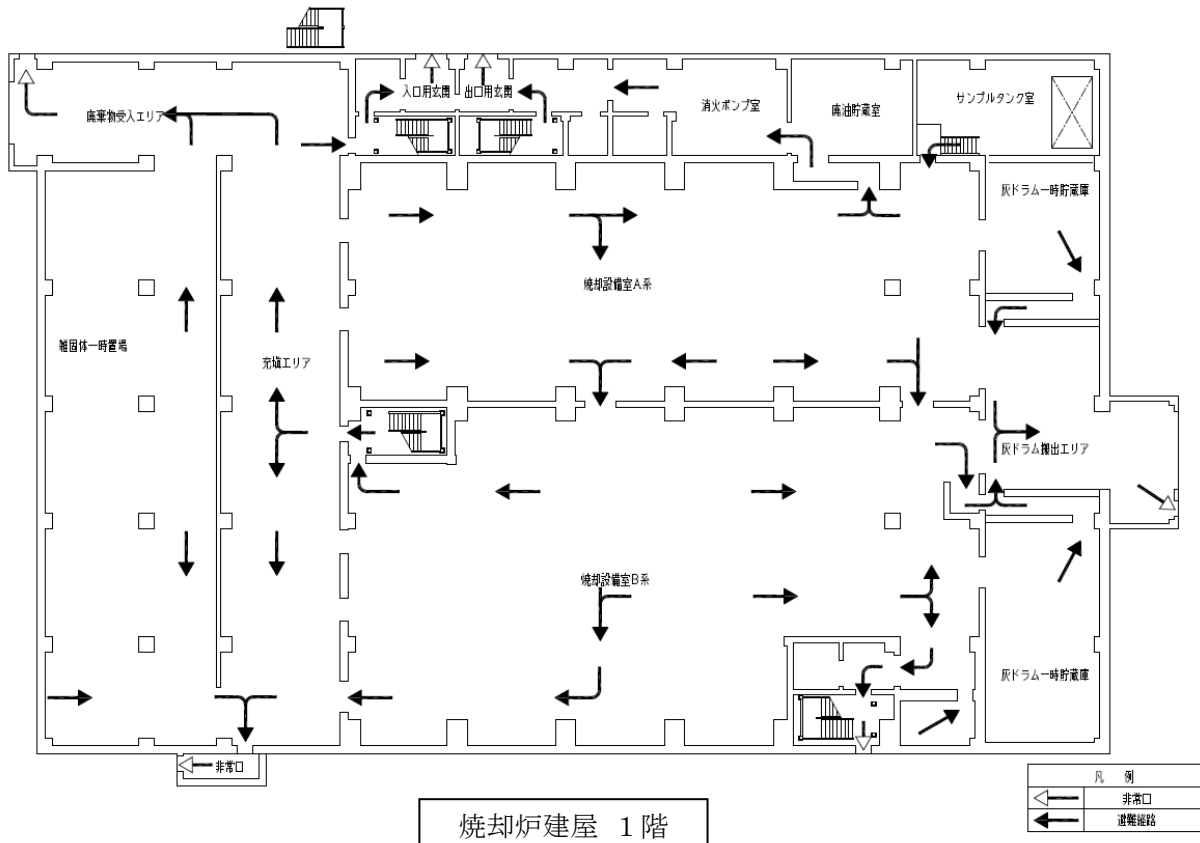 入口用玄関
出口用玄関
廃棄物受入エリア
消火ポンプ室
廃油貯蔵室
サンプルタンク室
灰ドラム一時貯蔵庫
焼却設備室A系
雑固体一時置場
充填エリア
灰ドラム搬出エリア
焼却設備室B系
灰ドラム一時貯蔵庫
非常口
凡 例
非常口
避難経路
焼却炉建屋 1階